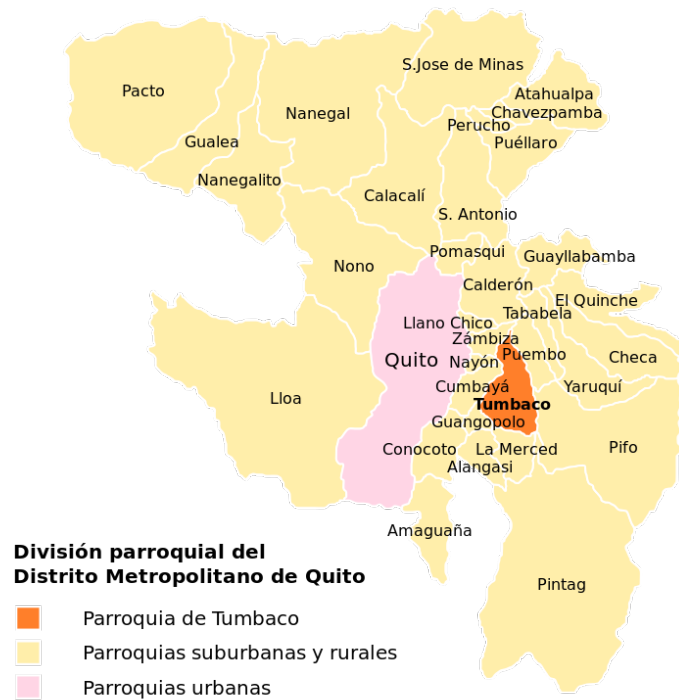 S.Jose de Minas
Pacto
Atahualpa
Nanegal
Chavezpamba
Perucho
Gualea
Puéllaro
Nanegalito
Calacalí
S. Antonio
Pomasqui
Guayllabamba
Nono
Calderón
El Quinche
Tababela
Llano Chico
Zámbiza
Puembo
Checa
Quito
Nayón
Cumbayá
Yaruquí
Lloa
Tumbaco
Guangopolo
Conocoto
La Merced
Pifo
Alangasi
Amaguaña
Pintag
División parroquial del
Distrito Metropolitano de Quito
Parroquia de Tumbaco
Parroquias suburbanas y rurales
Parroquias urbanas